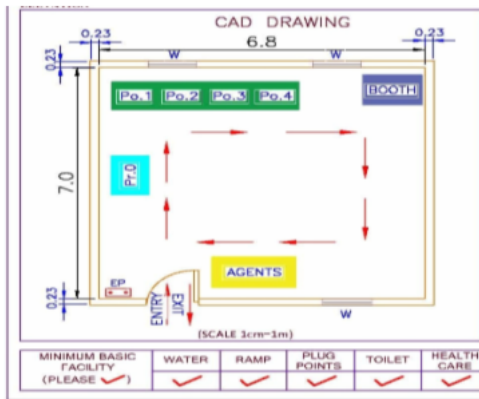 CAD DRAWING
0.23 6.8 0.23
W W
0.23
Po.1 Po.2 Po.3 Po.4 BOOTH
7.0
Pr.O
AGENTS
EP
0.23
ENTRY
EXIT
W
(SCALE 1cm-1m)
MINIMUM BASIC FACILITY (PLEASE ✓) WATER RAMP PLUG POINTS TOILET HEALTH CARE